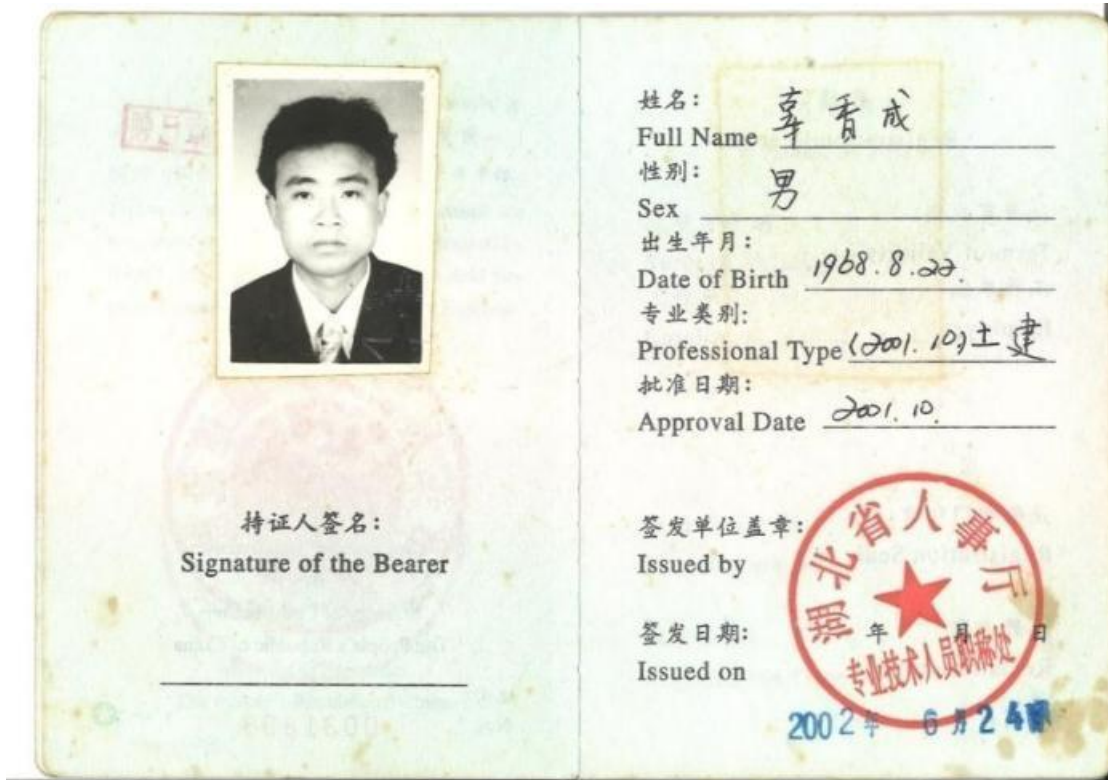 持证人签名:
Signature of the Bearer
姓名:
Full Name 辜香成
性别:
Sex 男
出生年月:
Date of Birth 1968.8.22.
专业类别:
Professional Type (2001.10.)土建
批准日期:
Approval Date 2001.10.
签发单位盖章:
Issued by
湖北省人事厅
专业技术人员职称处
签发日期: 年 月 日
Issued on
2002年 6月24日